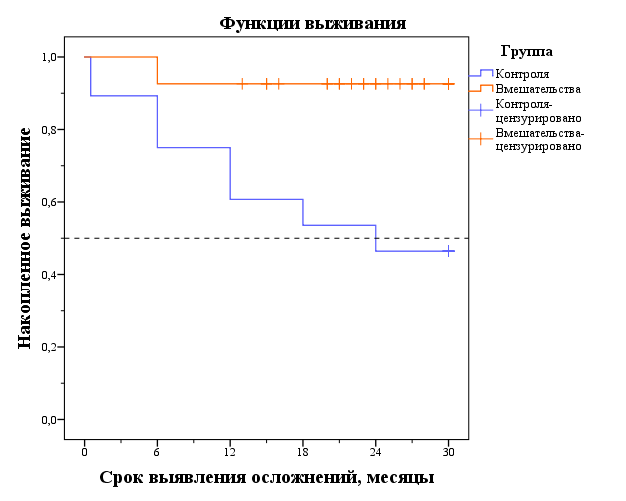 Функции выживания
Группа
Контроля
Вмешательства
Контроля-
цензурировано
Вмешательства-
цензурировано
Накопленное выживание
1,0
0,8
0,6
0,4
0,2
0,0
0 6 12 18 24 30
Срок выявления осложнений, месяцы